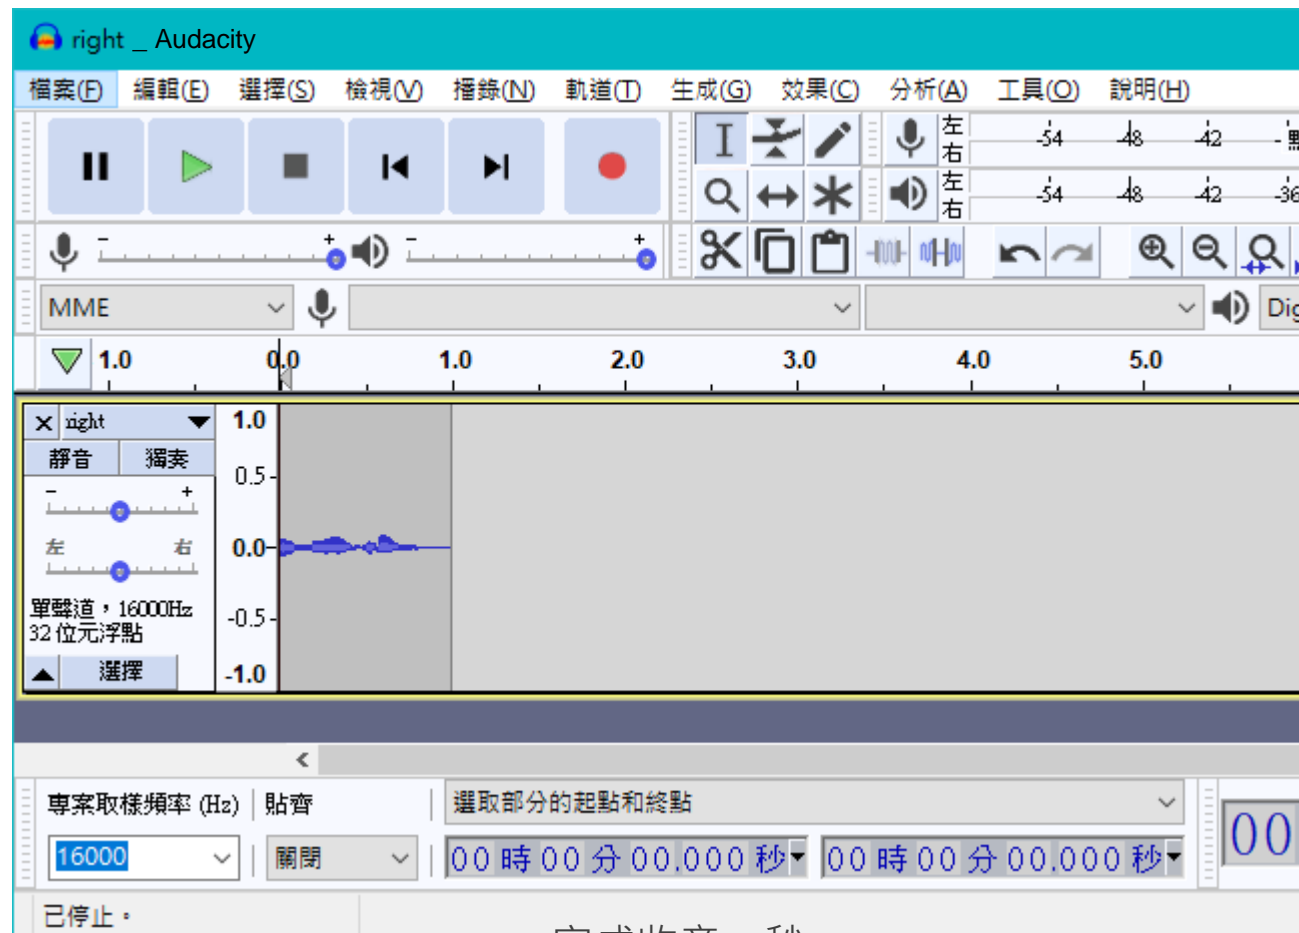 right _ Audacity
檔案(F) 編輯(E) 選擇(S) 檢視(V) 播錄(N) 軌道(T) 生成(G) 效果(C) 分析(A) 工具(O) 說明(H)
左 -54 -48 -42
右
左 -54 -48 -42 -36
右
- + - +
MME
1.0 0.0 1.0 2.0 3.0 4.0 5.0
right 1.0
靜音 獨奏
0.5
- +
左 右 0.0
單聲道，16000Hz -0.5
32 位元浮點
選擇 -1.0
專案取樣頻率 (Hz) 貼齊 選取部分的起點和終點
16000 關閉 00 時 00 分 00.000 秒 00 時 00 分 00.000 秒 00
已停止。